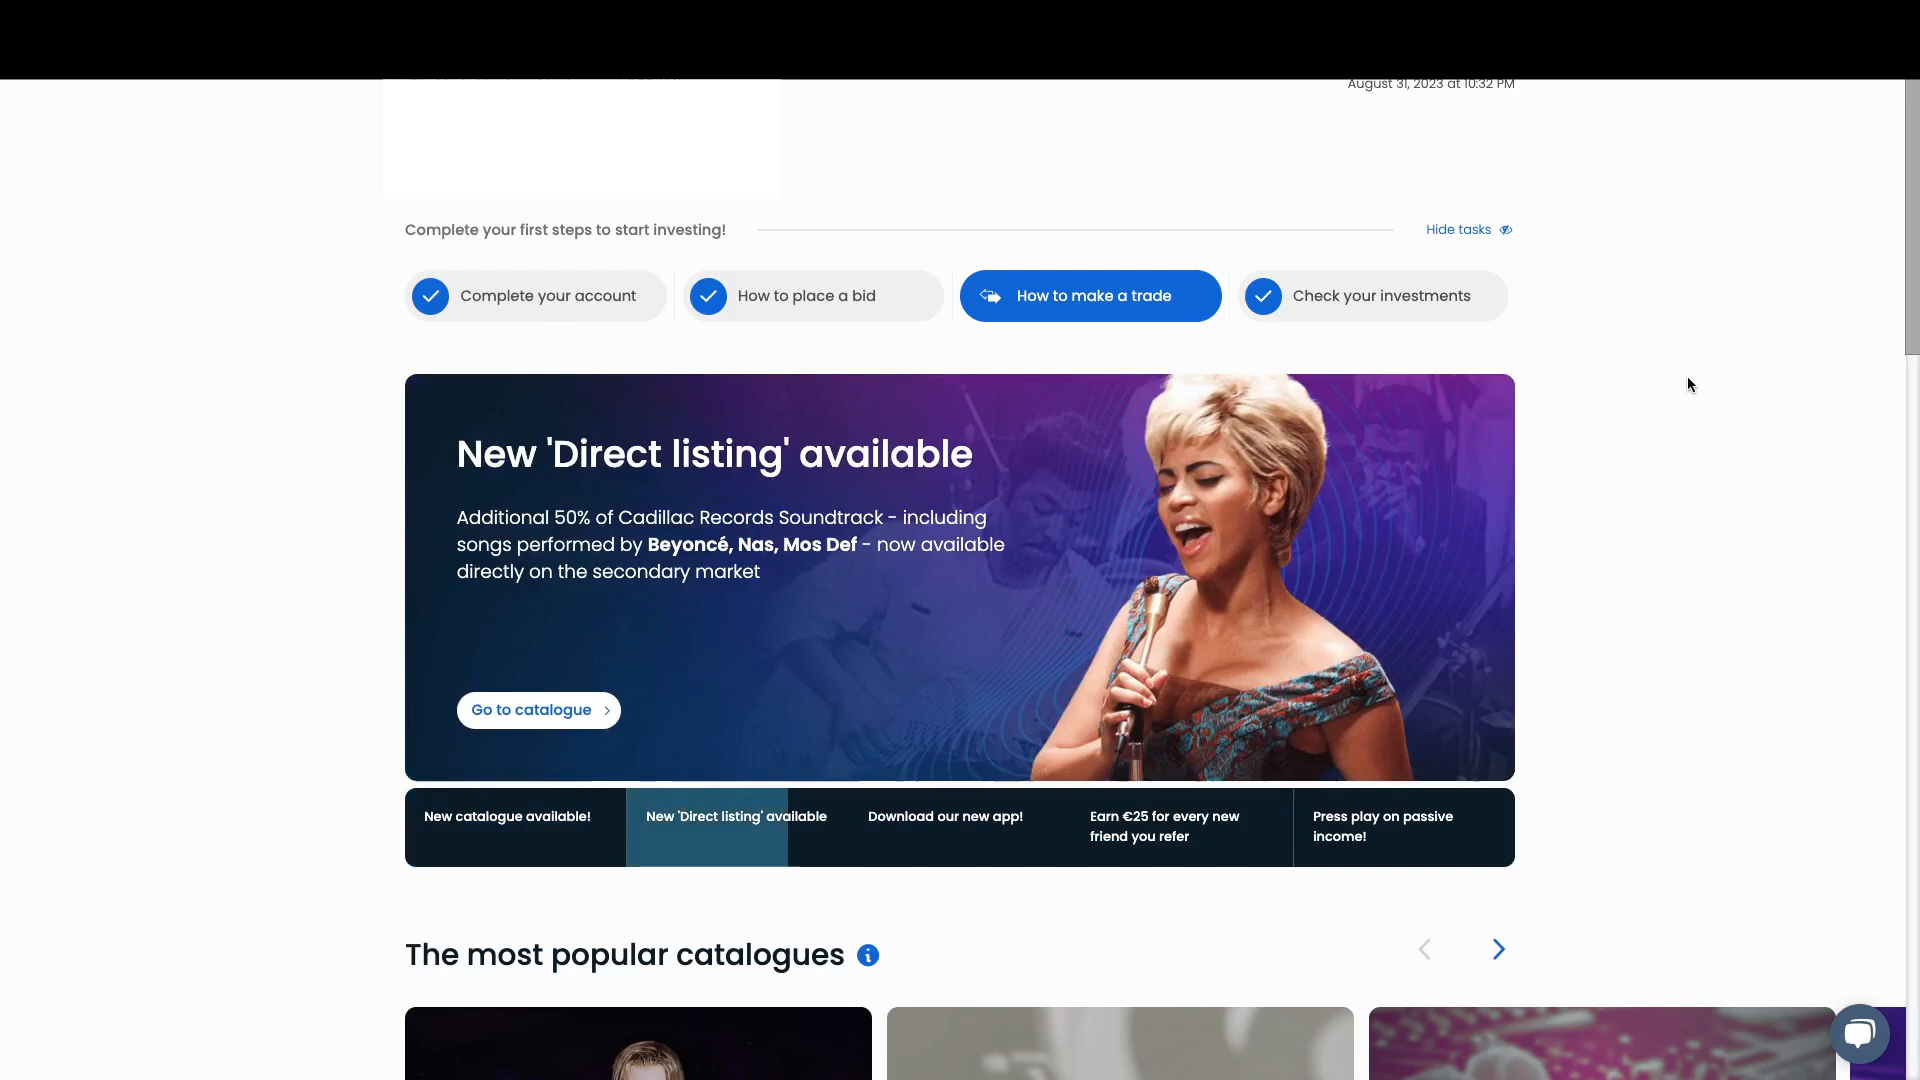 August 31, 2023 at 10:32 PM
Complete your first steps to start investing!
Hide tasks
Complete your account
How to place a bid
How to make a trade
Check your investments
New 'Direct listing' available
Additional 50% of Cadillac Records Soundtrack - including
songs performed by Beyoncé, Nas, Mos Def - now available
directly on the secondary market
Go to catalogue
New catalogue available!
New 'Direct listing' available
Download our new app!
Earn €25 for every new
friend you refer
Press play on passive
income!
The most popular catalogues